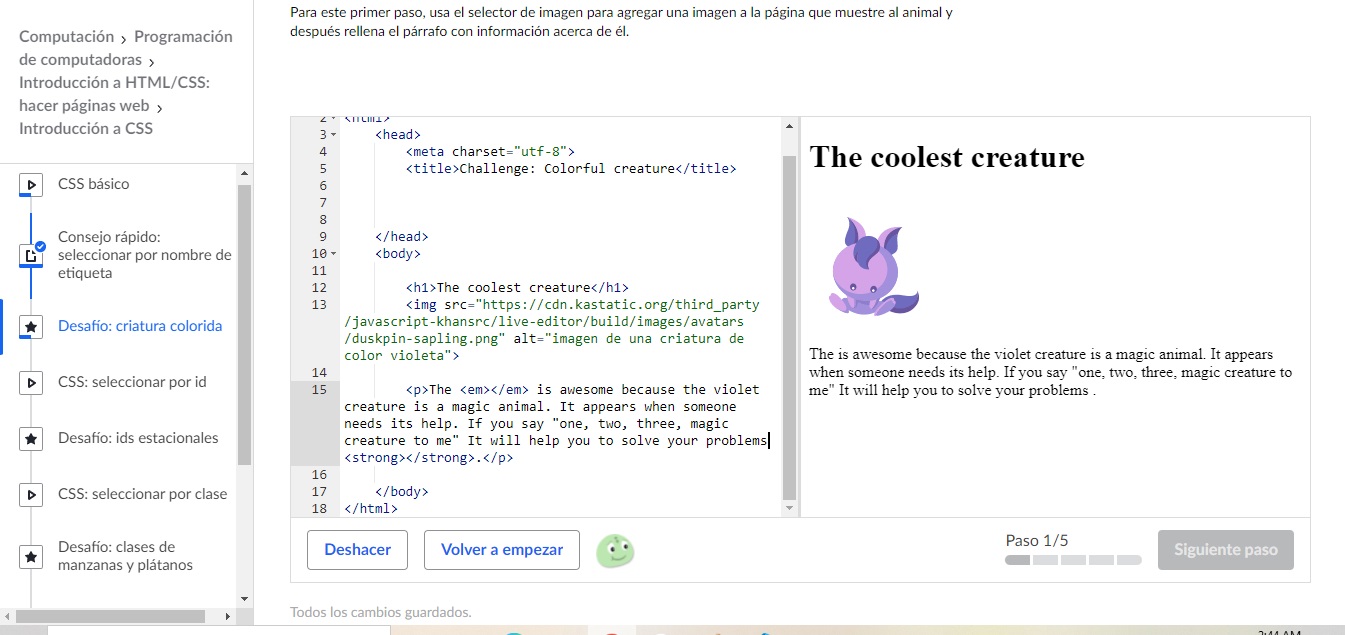 Para este primer paso, usa el selector de imagen para agregar una imagen a la página que muestre al animal y
después rellena el párrafo con información acerca de él.
Computación › Programación
de computadoras ›
Introducción a HTML/CSS:
hacer páginas web ›
Introducción a CSS
CSS básico
Consejo rápido:
seleccionar por nombre de
etiqueta
Desafío: criatura colorida
CSS: seleccionar por id
Desafío: ids estacionales
CSS: seleccionar por clase
Desafío: clases de
manzanas y plátanos
2 <html>
3 <head>
4 <meta charset="utf-8">
5 <title>Challenge: Colorful creature</title>
6
7
8
9 </head>
10 <body>
11
12 <h1>The coolest creature</h1>
13 <img src="https://cdn.kastatic.org/third_party
/javascript-khansrc/live-editor/build/images/avatars
/duskpin-sapling.png" alt="imagen de una criatura de
color violeta">
14
15 <p>The <em></em> is awesome because the violet
creature is a magic animal. It appears when someone
needs its help. If you say "one, two, three, magic
creature to me" It will help you to solve your problems
<strong></strong>.</p>
16
17 </body>
18 </html>
The coolest creature
The is awesome because the violet creature is a magic animal. It appears
when someone needs its help. If you say "one, two, three, magic creature to
me" It will help you to solve your problems .
Deshacer
Volver a empezar
Paso 1/5
Siguiente paso
Todos los cambios guardados.